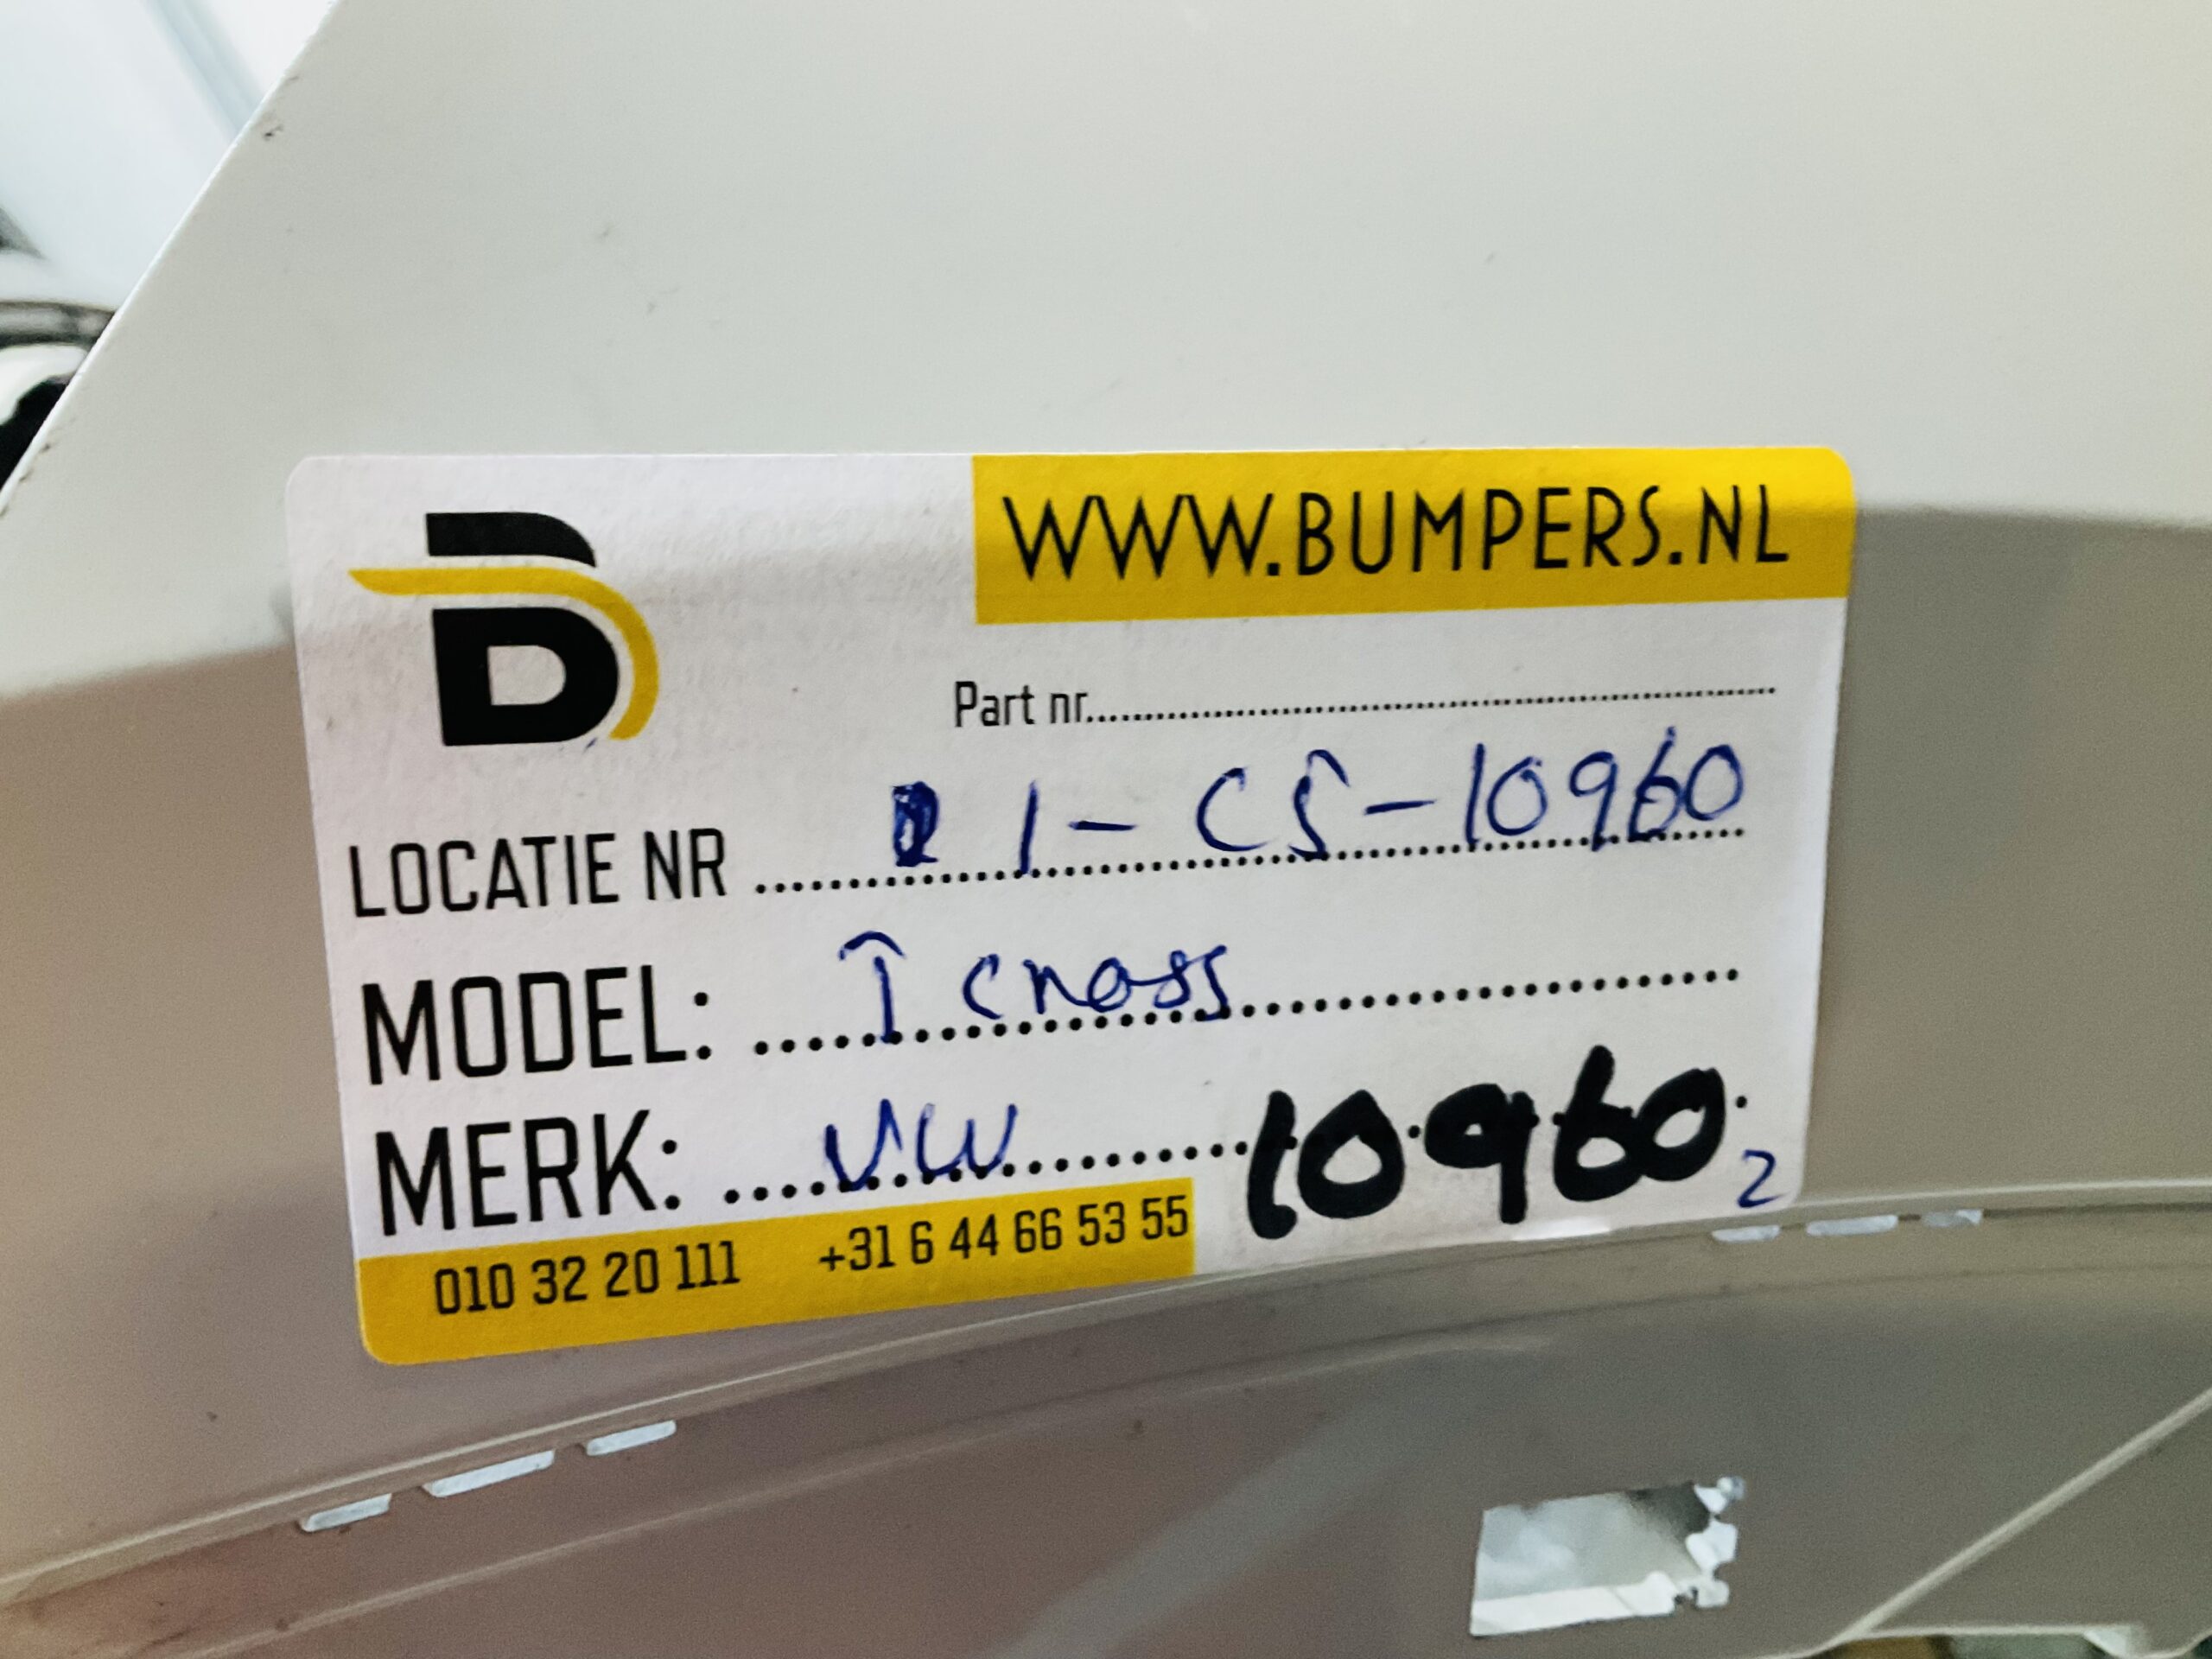 WWW.BUMPERS.NL
Part nr.
LOCATIE NR 1-CS-10960
MODEL: T cross
MERK: VW 10960 2
010 32 20 111 +31 6 44 66 53 55